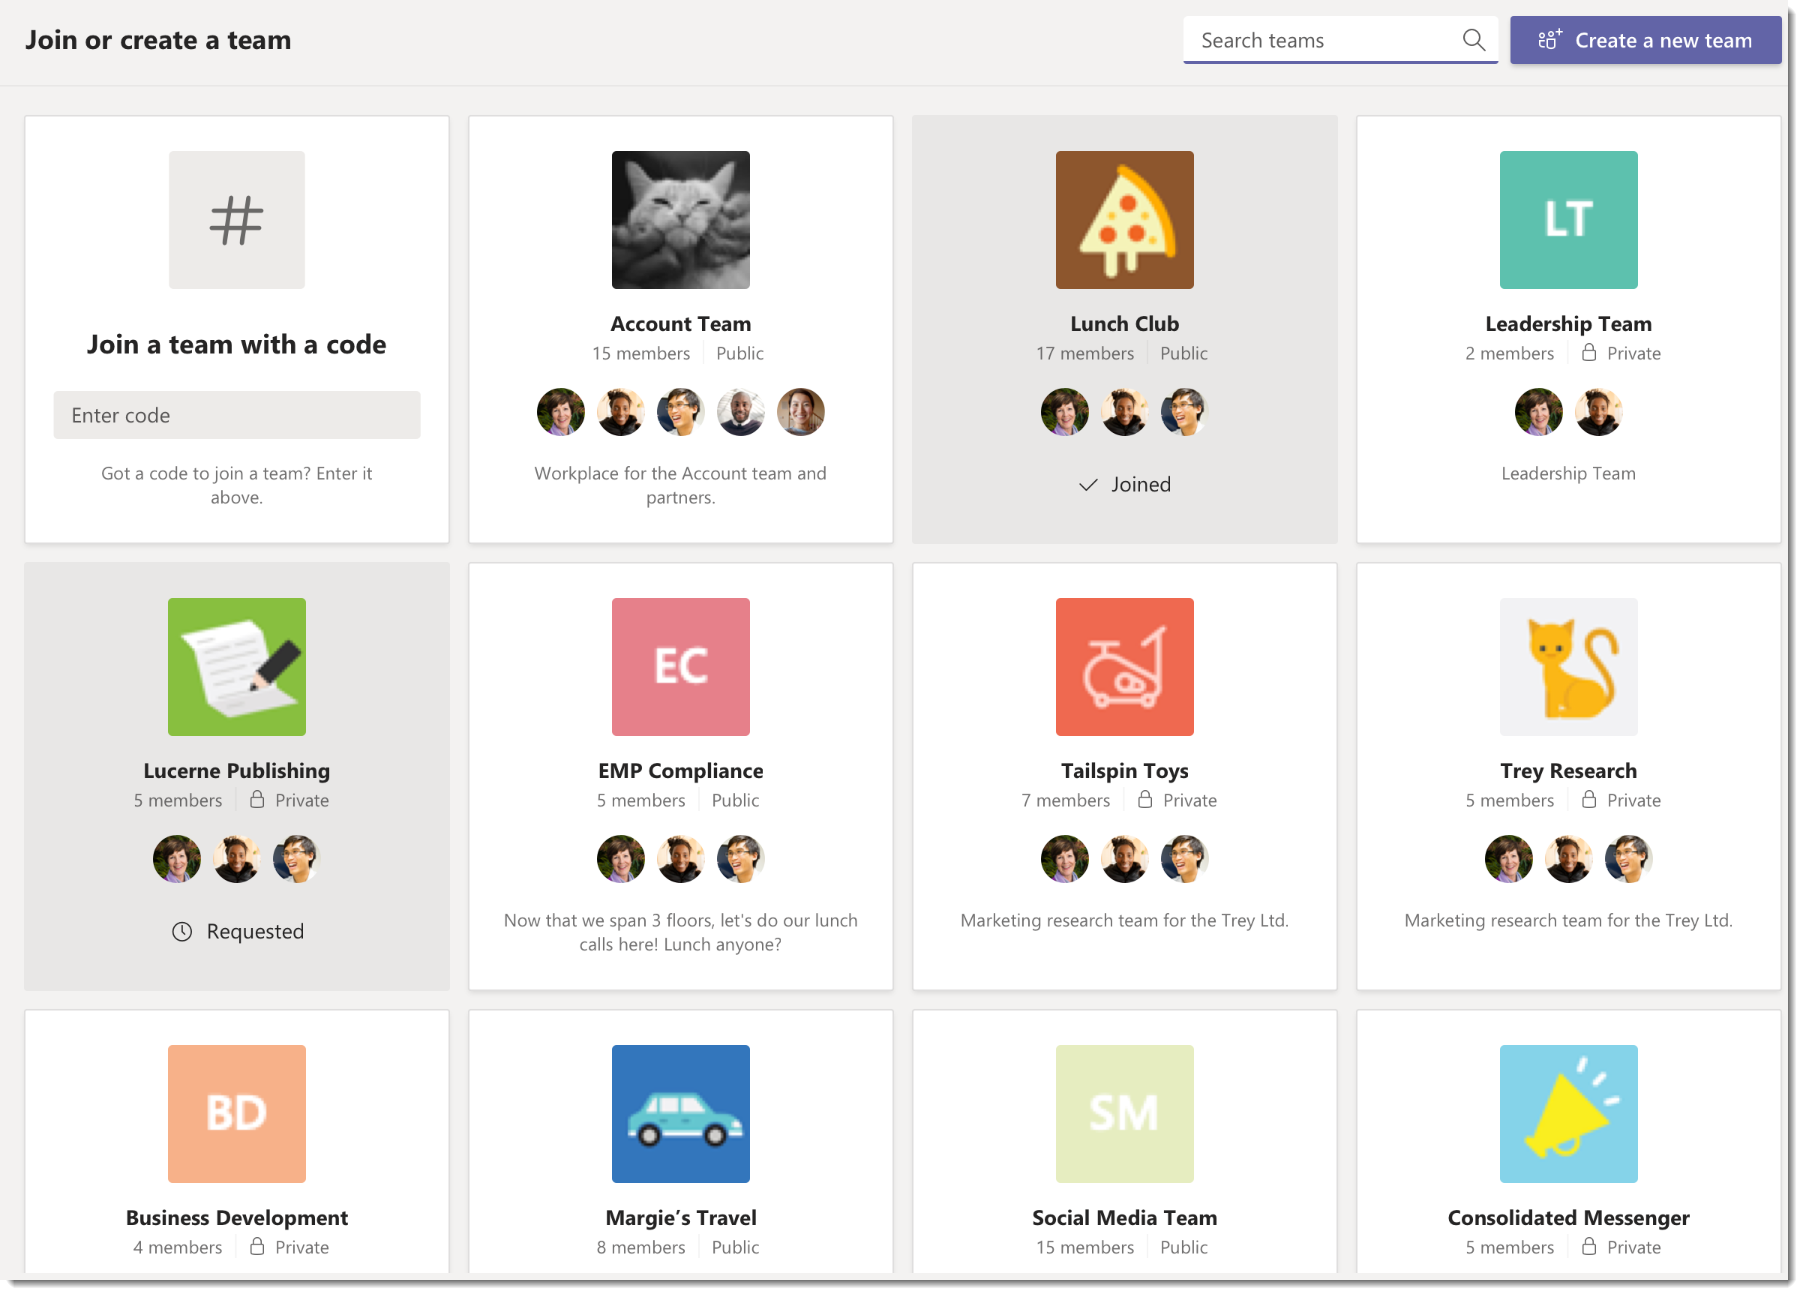 Join or create a team
Search teams
Create a new team
#
Join a team with a code
Enter code
Got a code to join a team? Enter it
above.
Account Team
15 members Public
Workplace for the Account team and
partners.
Lunch Club
17 members Public
Joined
LT
Leadership Team
2 members Private
Leadership Team
Lucerne Publishing
5 members Private
Requested
EC
EMP Compliance
5 members Public
Now that we span 3 floors, let's do our lunch
calls here! Lunch anyone?
Tailspin Toys
7 members Private
Marketing research team for the Trey Ltd.
Trey Research
5 members Private
Marketing research team for the Trey Ltd.
BD
Business Development
4 members Private
Margie’s Travel
8 members Public
SM
Social Media Team
15 members Public
Consolidated Messenger
5 members Private